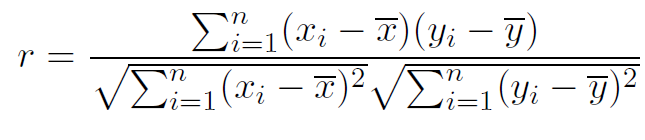 r = \frac{\sum_{i=1}^{n}(x_i - \overline{x})(y_i - \overline{y})}{\sqrt{\sum_{i=1}^{n}(x_i - \overline{x})^2}\sqrt{\sum_{i=1}^{n}(y_i - \overline{y})^2}}